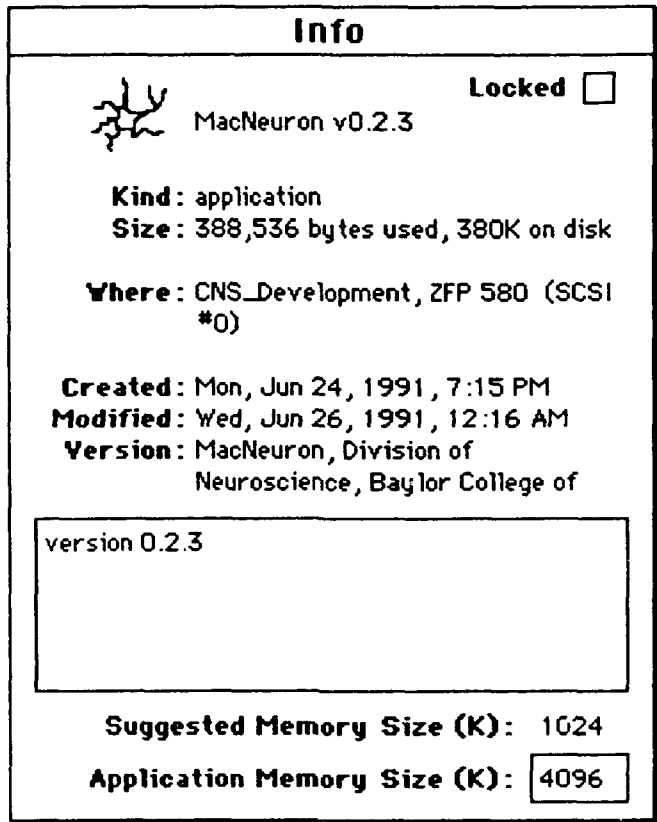 Info
Locked
MacNeuron v0.2.3
Kind: application
Size: 388,536 bytes used, 380K on disk
Where: CNS_Development, ZFP 580 (SCSI
#0)
Created: Mon, Jun 24, 1991, 7:15 PM
Modified: Wed, Jun 26, 1991, 12:16 AM
Version: MacNeuron, Division of
Neuroscience, Baylor College of
version 0.2.3
Suggested Memory Size (K): 1024
Application Memory Size (K): 4096